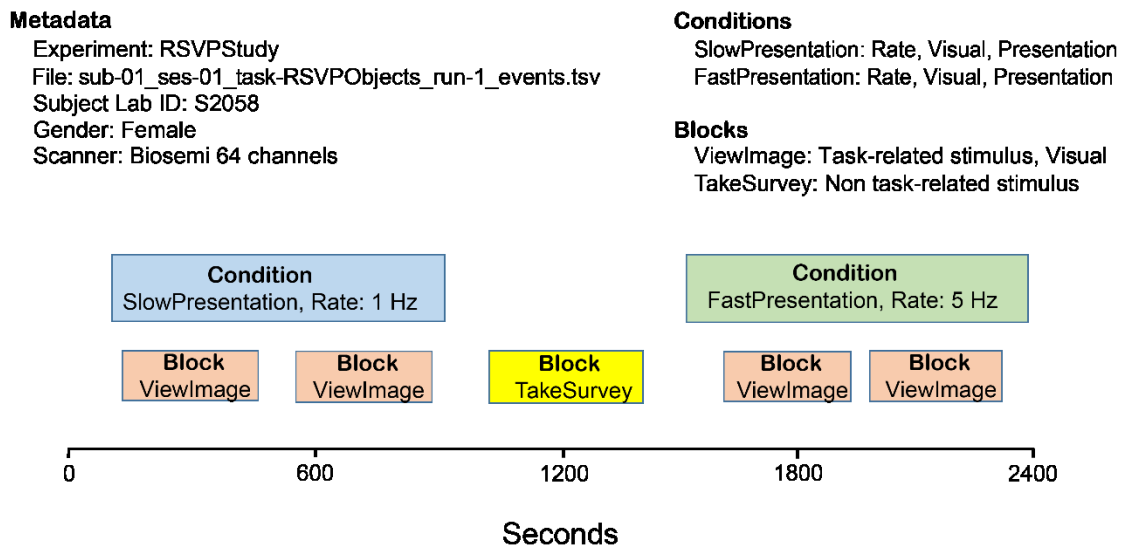 Metadata
Experiment: RSVPStudy
File: sub-01_ses-01_task-RSVPObjects_run-1_events.tsv
Subject Lab ID: S2058
Gender: Female
Scanner: Biosemi 64 channels
Conditions
SlowPresentation: Rate, Visual, Presentation
FastPresentation: Rate, Visual, Presentation
Blocks
ViewImage: Task-related stimulus, Visual
TakeSurvey: Non task-related stimulus
Condition
SlowPresentation, Rate: 1 Hz
Condition
FastPresentation, Rate: 5 Hz
Block
ViewImage
Block
ViewImage
Block
TakeSurvey
Block
ViewImage
Block
ViewImage
0 600 1200 1800 2400
Seconds